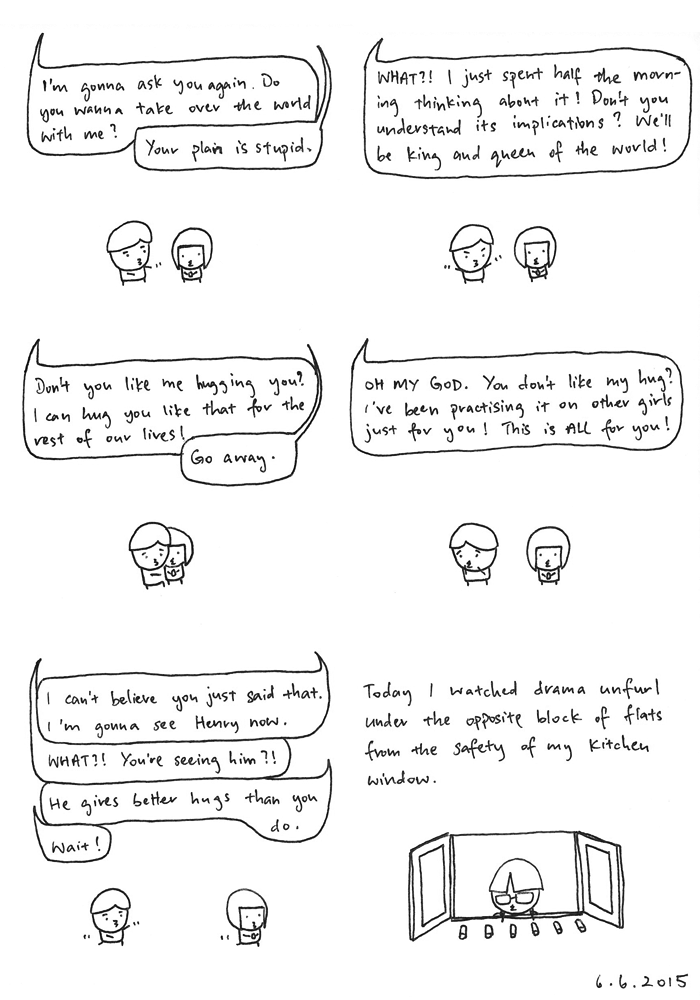 I'm gonna ask you again. Do
you wanna take over the world
with me?
Your plan is stupid.
WHAT?! I just spent half the morn-
ing thinking about it! Don't you
understand its implications? We'll
be king and queen of the world!
Don't you like me hugging you?
I can hug you like that for the
rest of our lives!
Go away.
OH MY GOD. You don't like my hug?
I've been practising it on other girls
just for you! This is ALL for you!
I can't believe you just said that.
I'm gonna see Henry now.
WHAT?! You're seeing him?!
He gives better hugs than you
do.
Wait!
Today I watched drama unfurl
under the opposite block of flats
from the safety of my kitchen
window.
6.6.2015